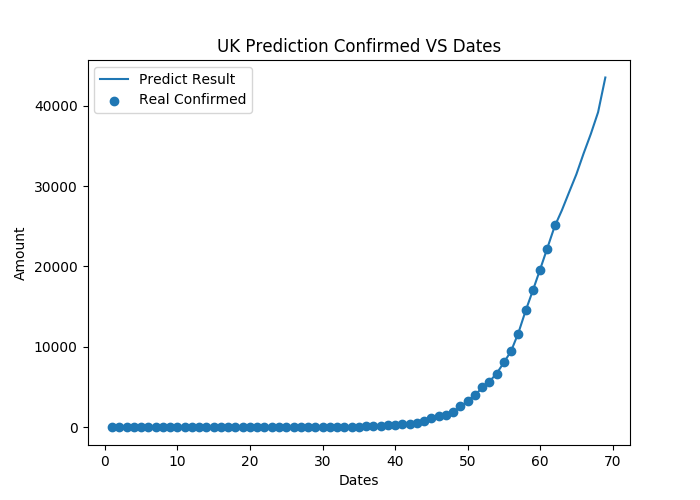 UK Prediction Confirmed VS Dates
Predict Result
Real Confirmed
40000
30000
20000
10000
0
Amount
0 10 20 30 40 50 60 70
Dates